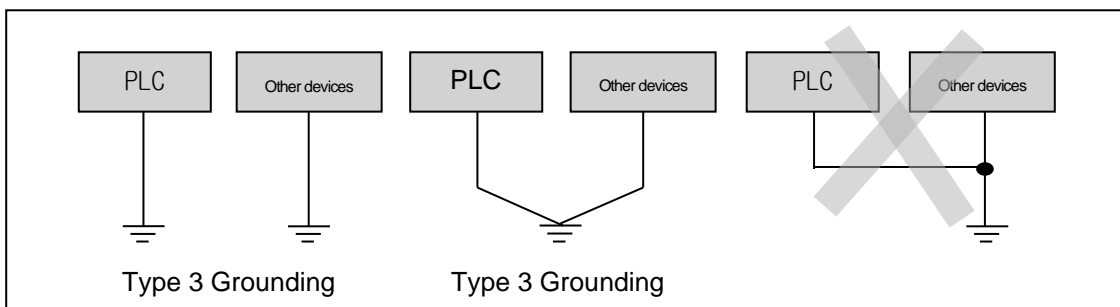 PLC Other devices PLC Other devices PLC Other devices
Type 3 Grounding Type 3 Grounding